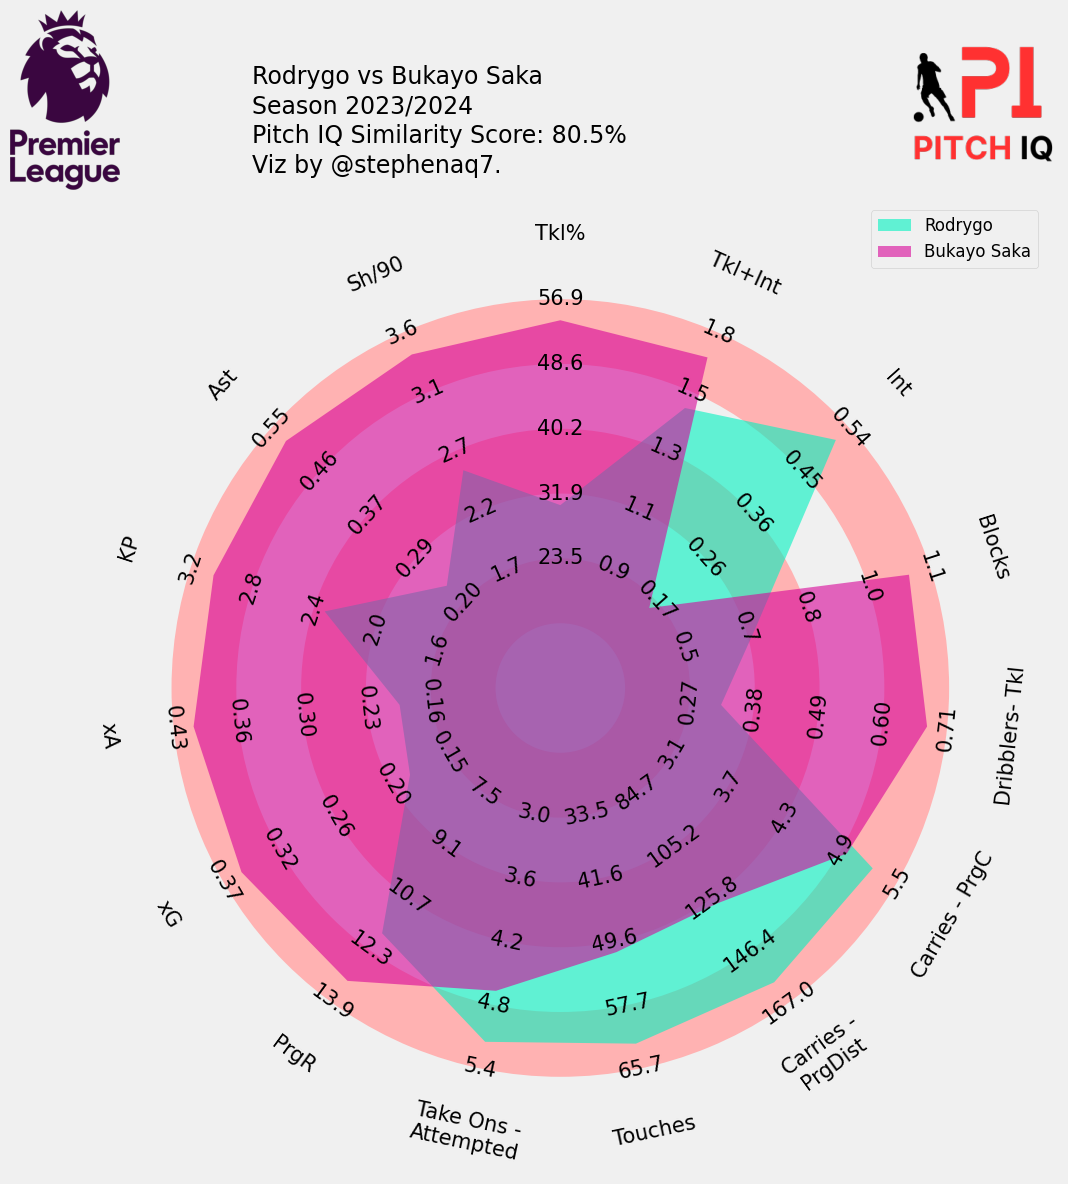 Premier
League
Rodrygo vs Bukayo Saka
Season 2023/2024
Pitch IQ Similarity Score: 80.5%
Viz by @stephenaq7.
PI
PITCH IQ
Rodrygo
Bukayo Saka
Tkl%
56.9
48.6
40.2
31.9
23.5
Tkl+Int
1.8
1.5
1.3
1.1
0.9
Int
0.54
0.45
0.36
0.26
0.17
Blocks
1.1
1.0
0.8
0.7
0.5
Dribblers- Tkl
0.71
0.60
0.49
0.38
0.27
Carries - PrgC
5.5
4.9
4.3
3.7
3.1
Carries -
PrgDist
167.0
146.4
125.8
105.2
84.7
Touches
65.7
57.7
49.6
41.6
33.5
Take Ons -
Attempted
5.4
4.8
4.2
3.6
3.0
PrgR
13.9
12.3
10.7
9.1
7.5
xG
0.37
0.32
0.26
0.20
0.15
xA
0.43
0.36
0.30
0.23
0.16
KP
3.2
2.8
2.4
2.0
1.6
Ast
0.55
0.46
0.37
0.29
0.20
Sh/90
3.6
3.1
2.7
2.2
1.7